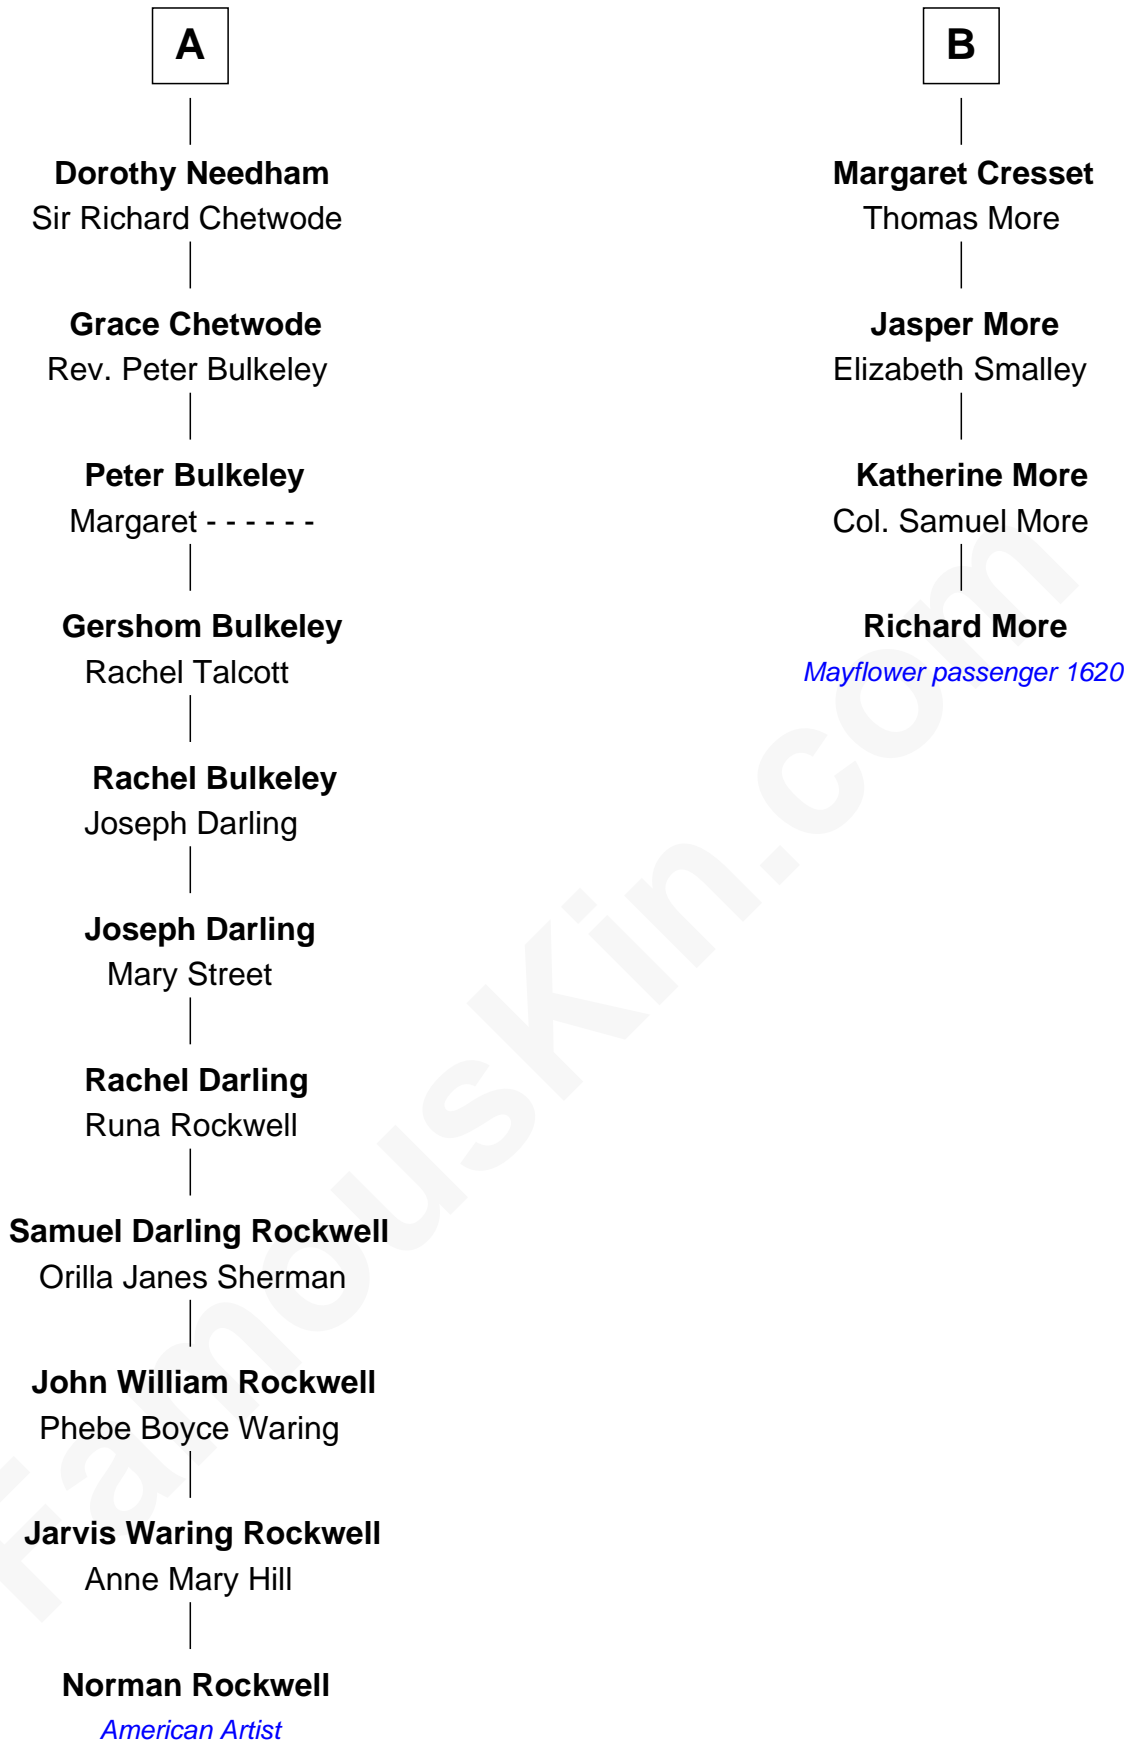 A
Dorothy Needham
Sir Richard Chetwode
Grace Chetwode
Rev. Peter Bulkeley
Peter Bulkeley
Margaret - - - - - -
Gershom Bulkeley
Rachel Talcott
Rachel Bulkeley
Joseph Darling
Joseph Darling
Mary Street
Rachel Darling
Runa Rockwell
Samuel Darling Rockwell
Orilla Janes Sherman
John William Rockwell
Phebe Boyce Waring
Jarvis Waring Rockwell
Anne Mary Hill
Norman Rockwell
American Artist
B
Margaret Cresset
Thomas More
Jasper More
Elizabeth Smalley
Katherine More
Col. Samuel More
Richard More
Mayflower passenger 1620
FamousKin.com